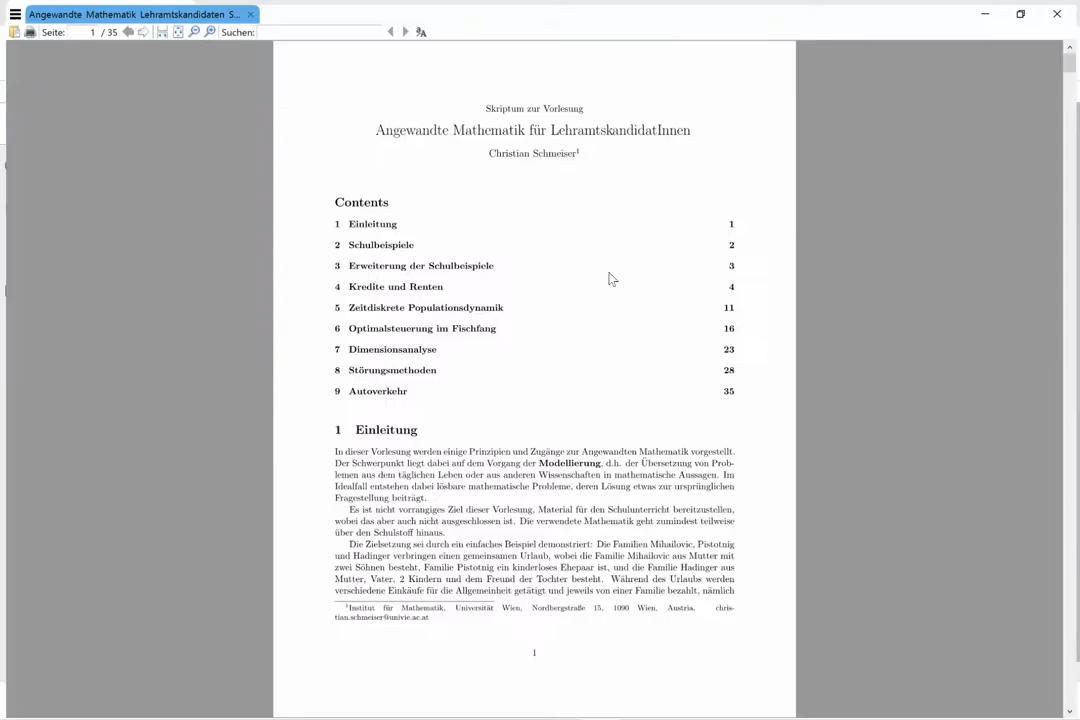 Angewandte Mathematik Lehramtskandidaten S...
Seite: 1 / 35 Suchen:
Skriptum zur Vorlesung
Angewandte Mathematik für LehramtskandidatInnen
Christian Schmeiser¹
Contents
1 Einleitung 1
2 Schulbeispiele 2
3 Erweiterung der Schulbeispiele 3
4 Kredite und Renten 4
5 Zeitdiskrete Populationsdynamik 11
6 Optimalsteuerung im Fischfang 16
7 Dimensionsanalyse 23
8 Störungsmethoden 28
9 Autoverkehr 35
1 Einleitung
In dieser Vorlesung werden einige Prinzipien und Zugänge zur Angewandten Mathematik vorgestellt.
Der Schwerpunkt liegt dabei auf dem Vorgang der Modellierung, d.h. der Übersetzung von Prob-
lemen aus dem täglichen Leben oder aus anderen Wissenschaften in mathematische Aussagen. Im
Idealfall entstehen dabei lösbare mathematische Probleme, deren Lösung etwas zur ursprünglichen
Fragestellung beiträgt.
Es ist nicht vorrangiges Ziel dieser Vorlesung, Material für den Schulunterricht bereitzustellen,
wobei das aber auch nicht ausgeschlossen ist. Die verwendete Mathematik geht zumindest teilweise
über den Schulstoff hinaus.
Die Zielsetzung sei durch ein einfaches Beispiel demonstriert: Die Familien Mihailovic, Pistotnig
und Hadinger verbringen einen gemeinsamen Urlaub, wobei die Familie Mihailovic aus Mutter mit
zwei Söhnen besteht, Familie Pistotnig ein kinderloses Ehepaar ist, und die Familie Hadinger aus
Mutter, Vater, 2 Kindern und dem Freund der Tochter besteht. Während des Urlaubs werden
verschiedene Einkäufe für die Allgemeinheit getätigt und jeweils von einer Familie bezahlt, nämlich
¹Institut für Mathematik, Universität Wien, Nordbergstraße 15, 1090 Wien, Austria. chris-
tian.schmeiser@univie.ac.at
1